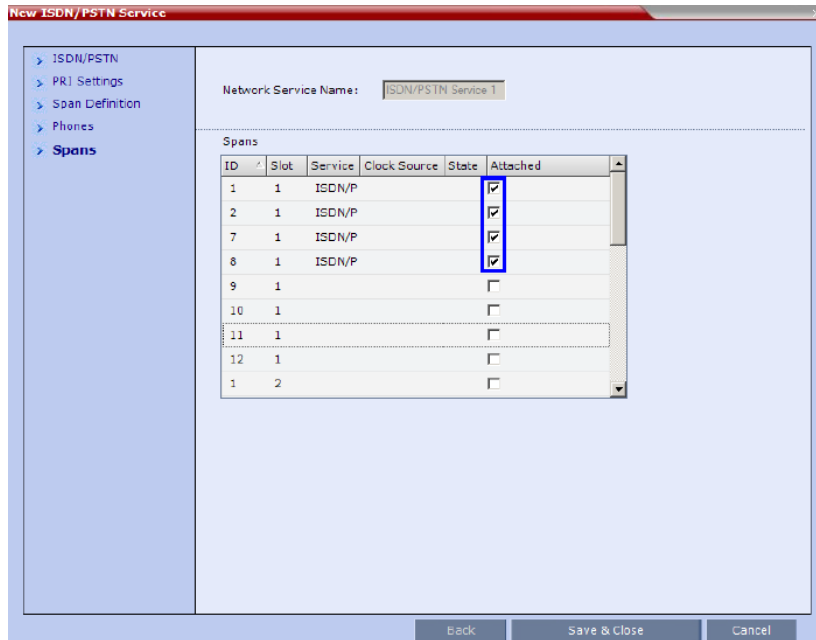 New ISDN/PSTN Service
ISDN/PSTN
PRI Settings
Span Definition
Phones
Spans
Network Service Name: ISDN/PSTN Service 1
Spans
ID Slot Service Clock Source State Attached
1 1 ISDN/P
2 1 ISDN/P
7 1 ISDN/P
8 1 ISDN/P
9 1
10 1
11 1
12 1
1 2
Back Save & Close Cancel